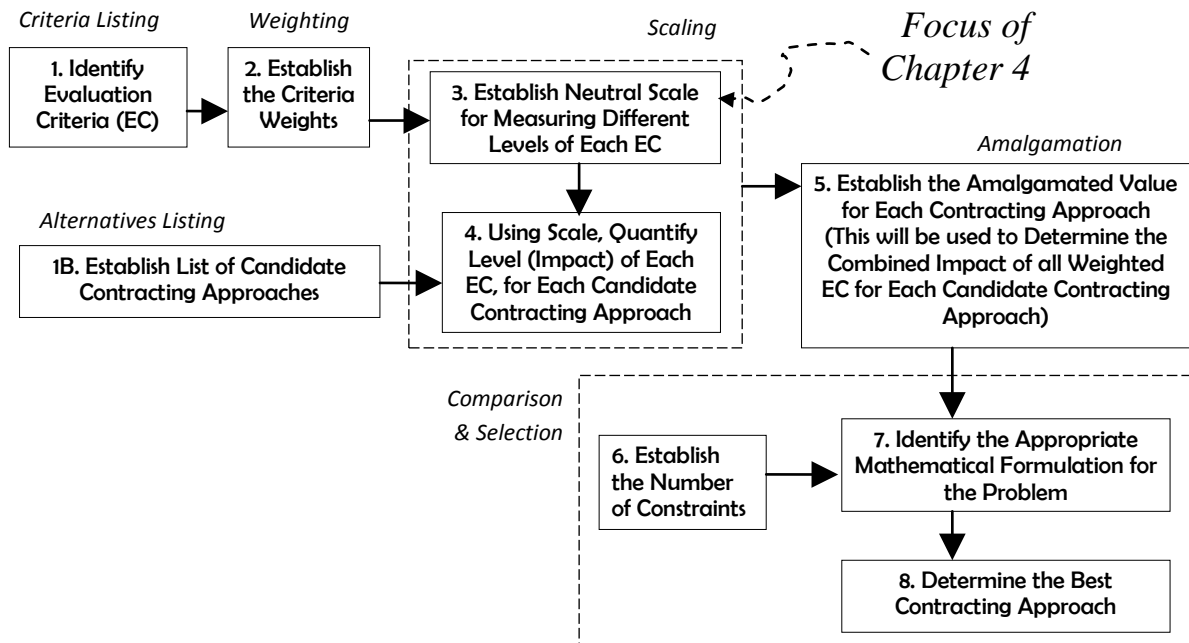 Criteria Listing
1. Identify
Evaluation
Criteria (EC)
Weighting
2. Establish
the Criteria
Weights
Scaling
3. Establish Neutral Scale
for Measuring Different
Levels of Each EC
Focus of
Chapter 4
Alternatives Listing
1B. Establish List of Candidate
Contracting Approaches
4. Using Scale, Quantify
Level (Impact) of Each
EC, for Each Candidate
Contracting Approach
Amalgamation
5. Establish the Amalgamated Value
for Each Contracting Approach
(This will be used to Determine the
Combined Impact of all Weighted
EC for Each Candidate Contracting
Approach)
Comparison
& Selection
6. Establish
the Number
of Constraints
7. Identify the Appropriate
Mathematical Formulation for
the Problem
8. Determine the Best
Contracting Approach